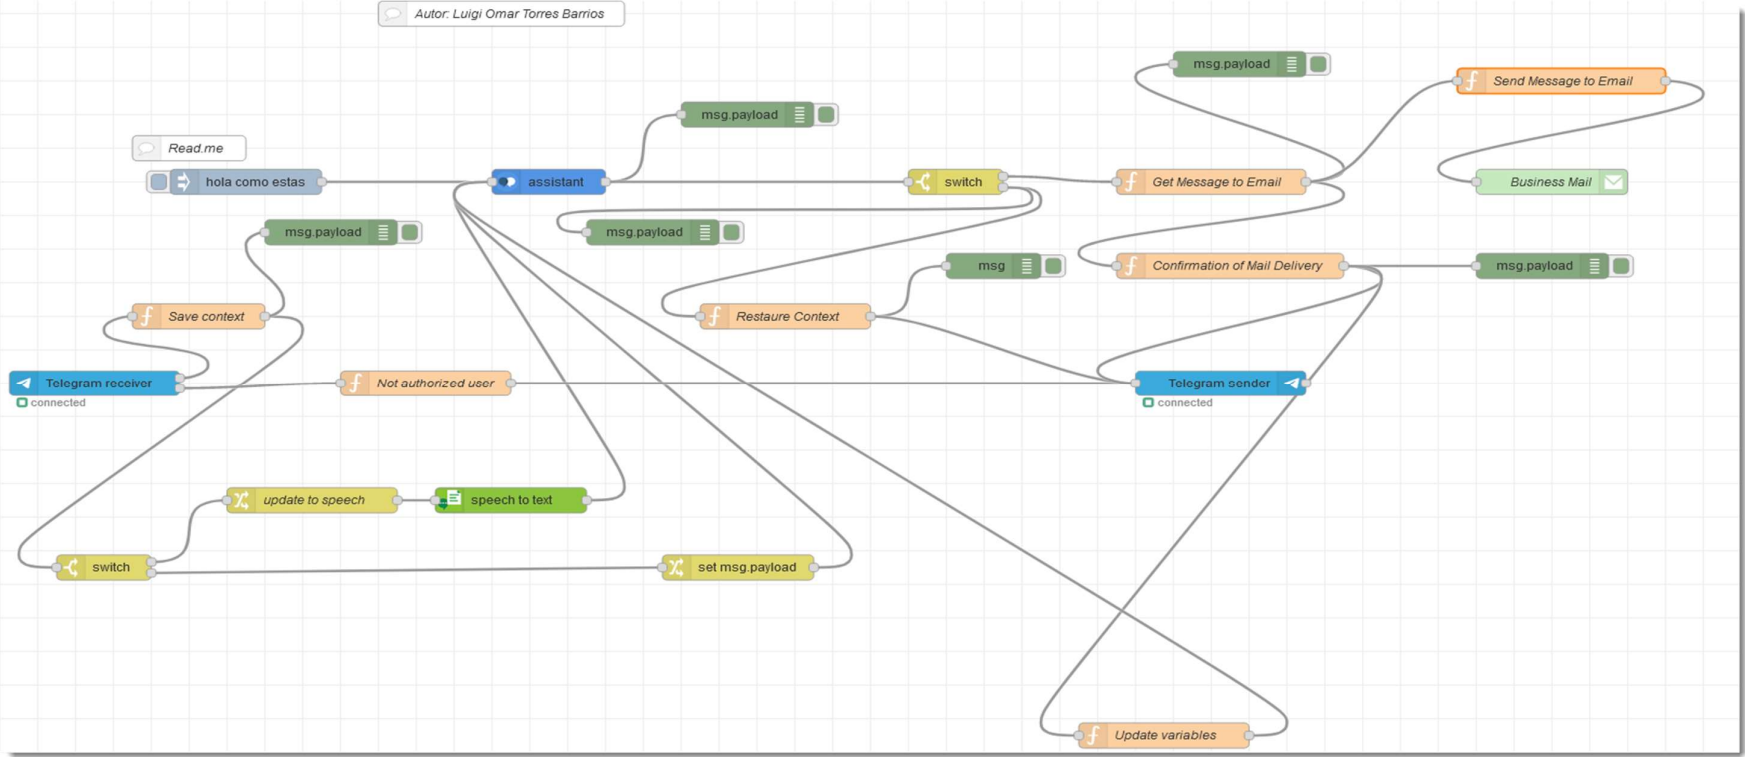 Autor: Luigi Omar Torres Barrios
msg.payload
Send Message to Email
msg.payload
Read.me
hola como estas
assistant
switch
Get Message to Email
Business Mail
msg.payload
msg.payload
msg
Confirmation of Mail Delivery
msg.payload
Save context
Restaure Context
Telegram receiver
connected
Not authorized user
Telegram sender
connected
update to speech
speech to text
switch
set msg.payload
Update variables